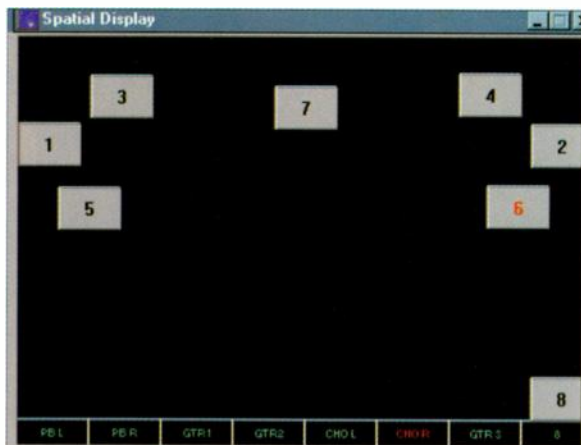 Spatial Display
3
7
4
1
2
5
6
8
PB L
PB R
GTR1
GTR2
CHO L
CHO R
GTR 3
8